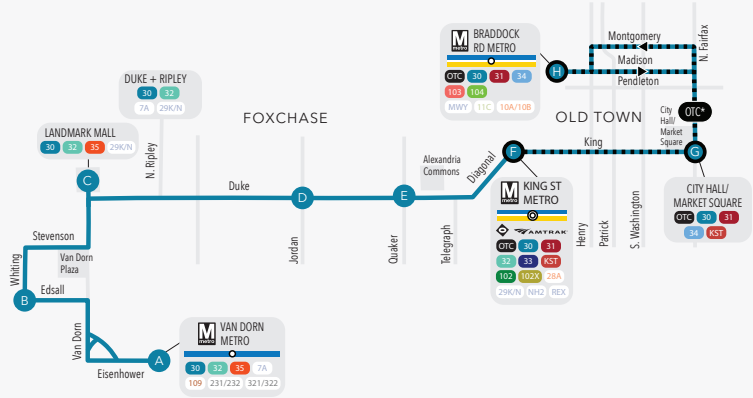 BRADDOCK
RD METRO
M
metro
OTC 30 31 34
103 104
MWY 11C 10A/10B
H
Montgomery
Madison
Pendleton
N. Fairfax
DUKE + RIPLEY
30 32
7A 29K/N
FOXCHASE
OLD TOWN
City
Hall/
Market
Square
OTC*
LANDMARK MALL
30 32 35 29K/N
N. Ripley
King
F
G
C
Alexandria
Commons
Diagonal
Duke
D
E
M
metro
KING ST
METRO
AMTRAK
OTC 30 31
32 33 KST
102 102X 28A
29K/N NH2 REX
CITY HALL/
MARKET SQUARE
OTC 30 31
34 KST
Henry
Patrick
S. Washington
Stevenson
Van Dorn
Plaza
Jordan
Quaker
Telegraph
Whiting
B
Edsall
Van Dorn
Eisenhower
A
M
metro
VAN DORN
METRO
30 32 35 7A
109 231/232 321/322